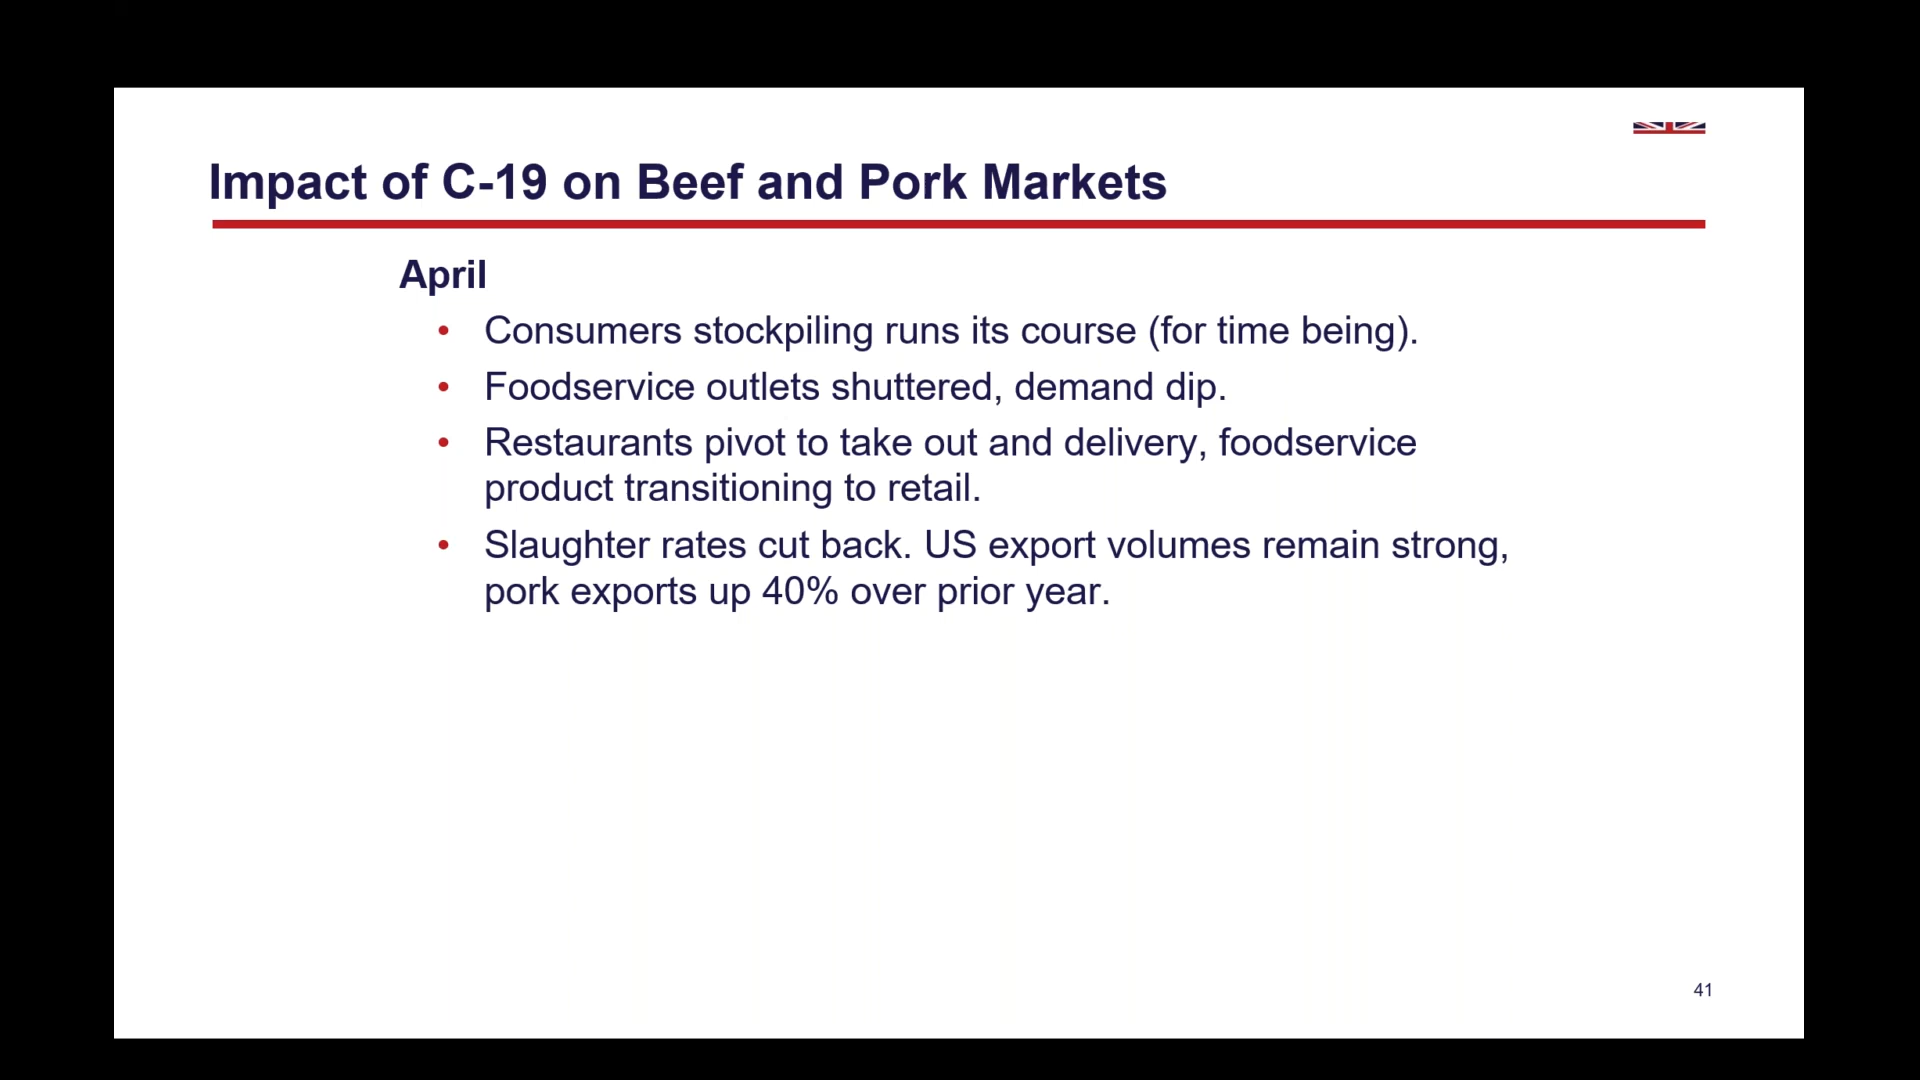 Impact of C-19 on Beef and Pork Markets
April
• Consumers stockpiling runs its course (for time being).
• Foodservice outlets shuttered, demand dip.
• Restaurants pivot to take out and delivery, foodservice
product transitioning to retail.
• Slaughter rates cut back. US export volumes remain strong,
pork exports up 40% over prior year.
41